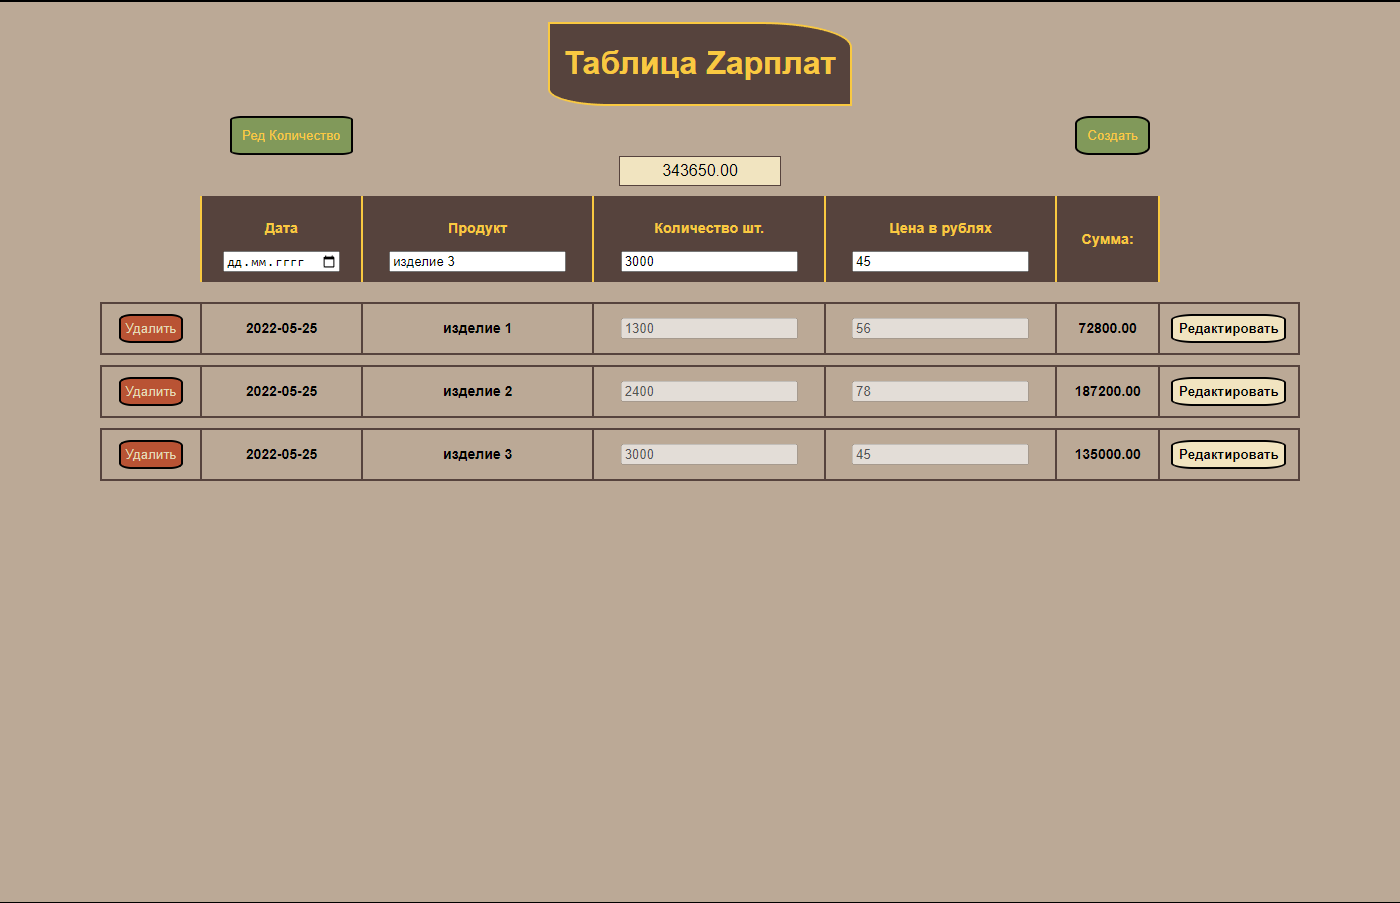 Таблица Zарплат
Ред Количество
Создать
343650.00
Дата Продукт Количество шт. Цена в рублях Сумма:
дд.мм.гггг изделие 3 3000 45
Удалить 2022-05-25 изделие 1 1300 56 72800.00 Редактировать
Удалить 2022-05-25 изделие 2 2400 78 187200.00 Редактировать
Удалить 2022-05-25 изделие 3 3000 45 135000.00 Редактировать